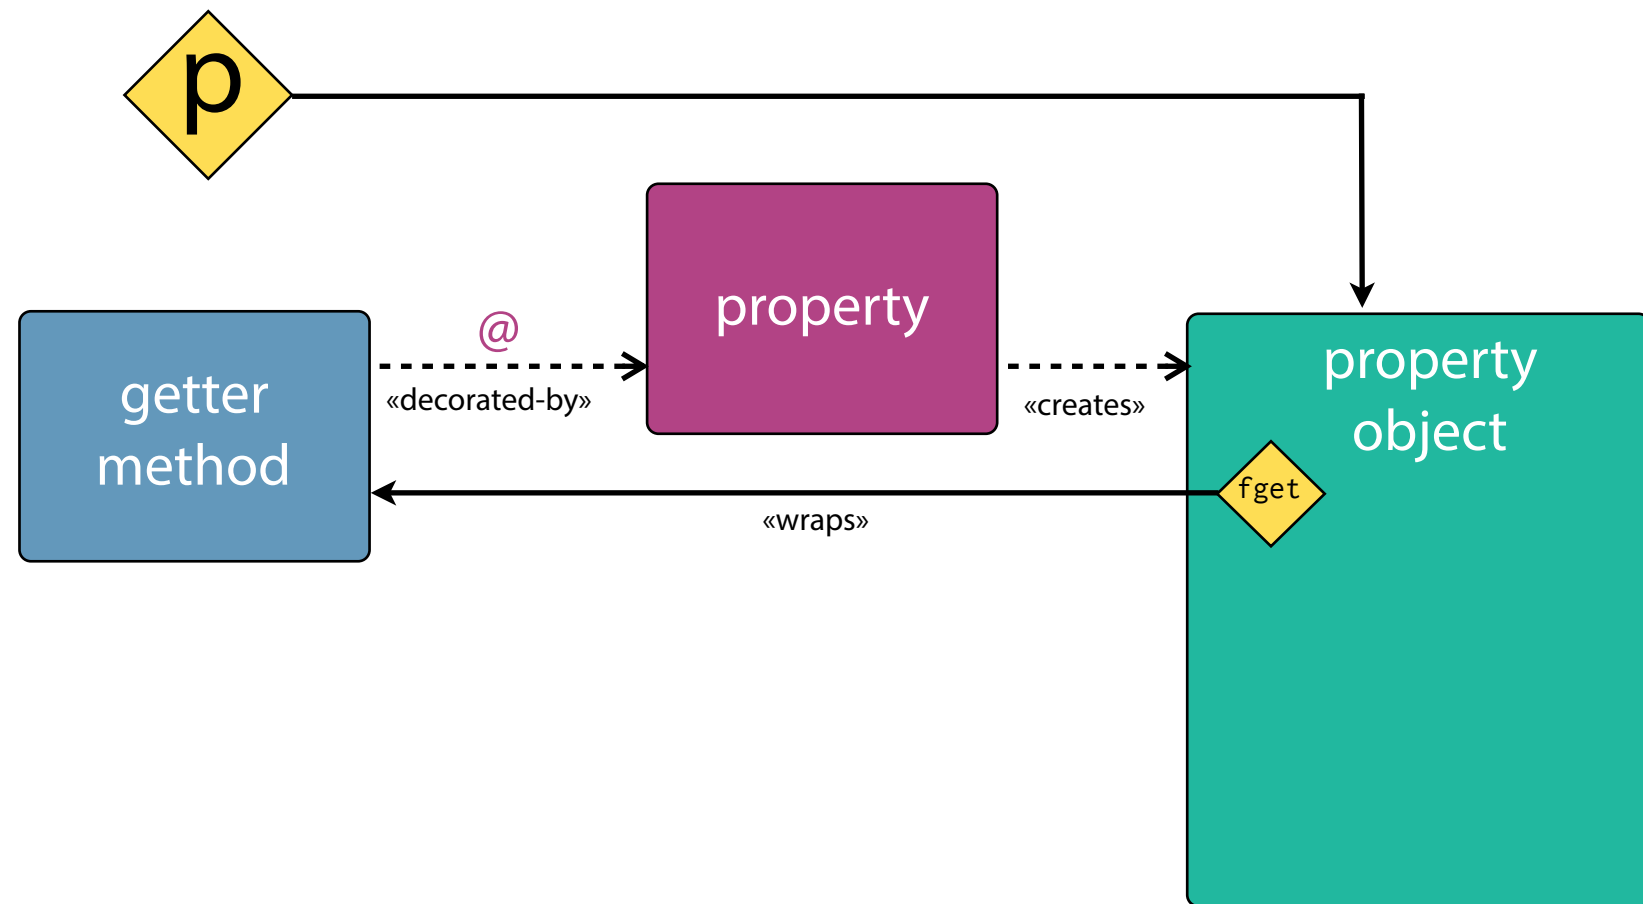 p
property
@
«decorated-by»
getter
method
«creates»
property
object
fget
«wraps»